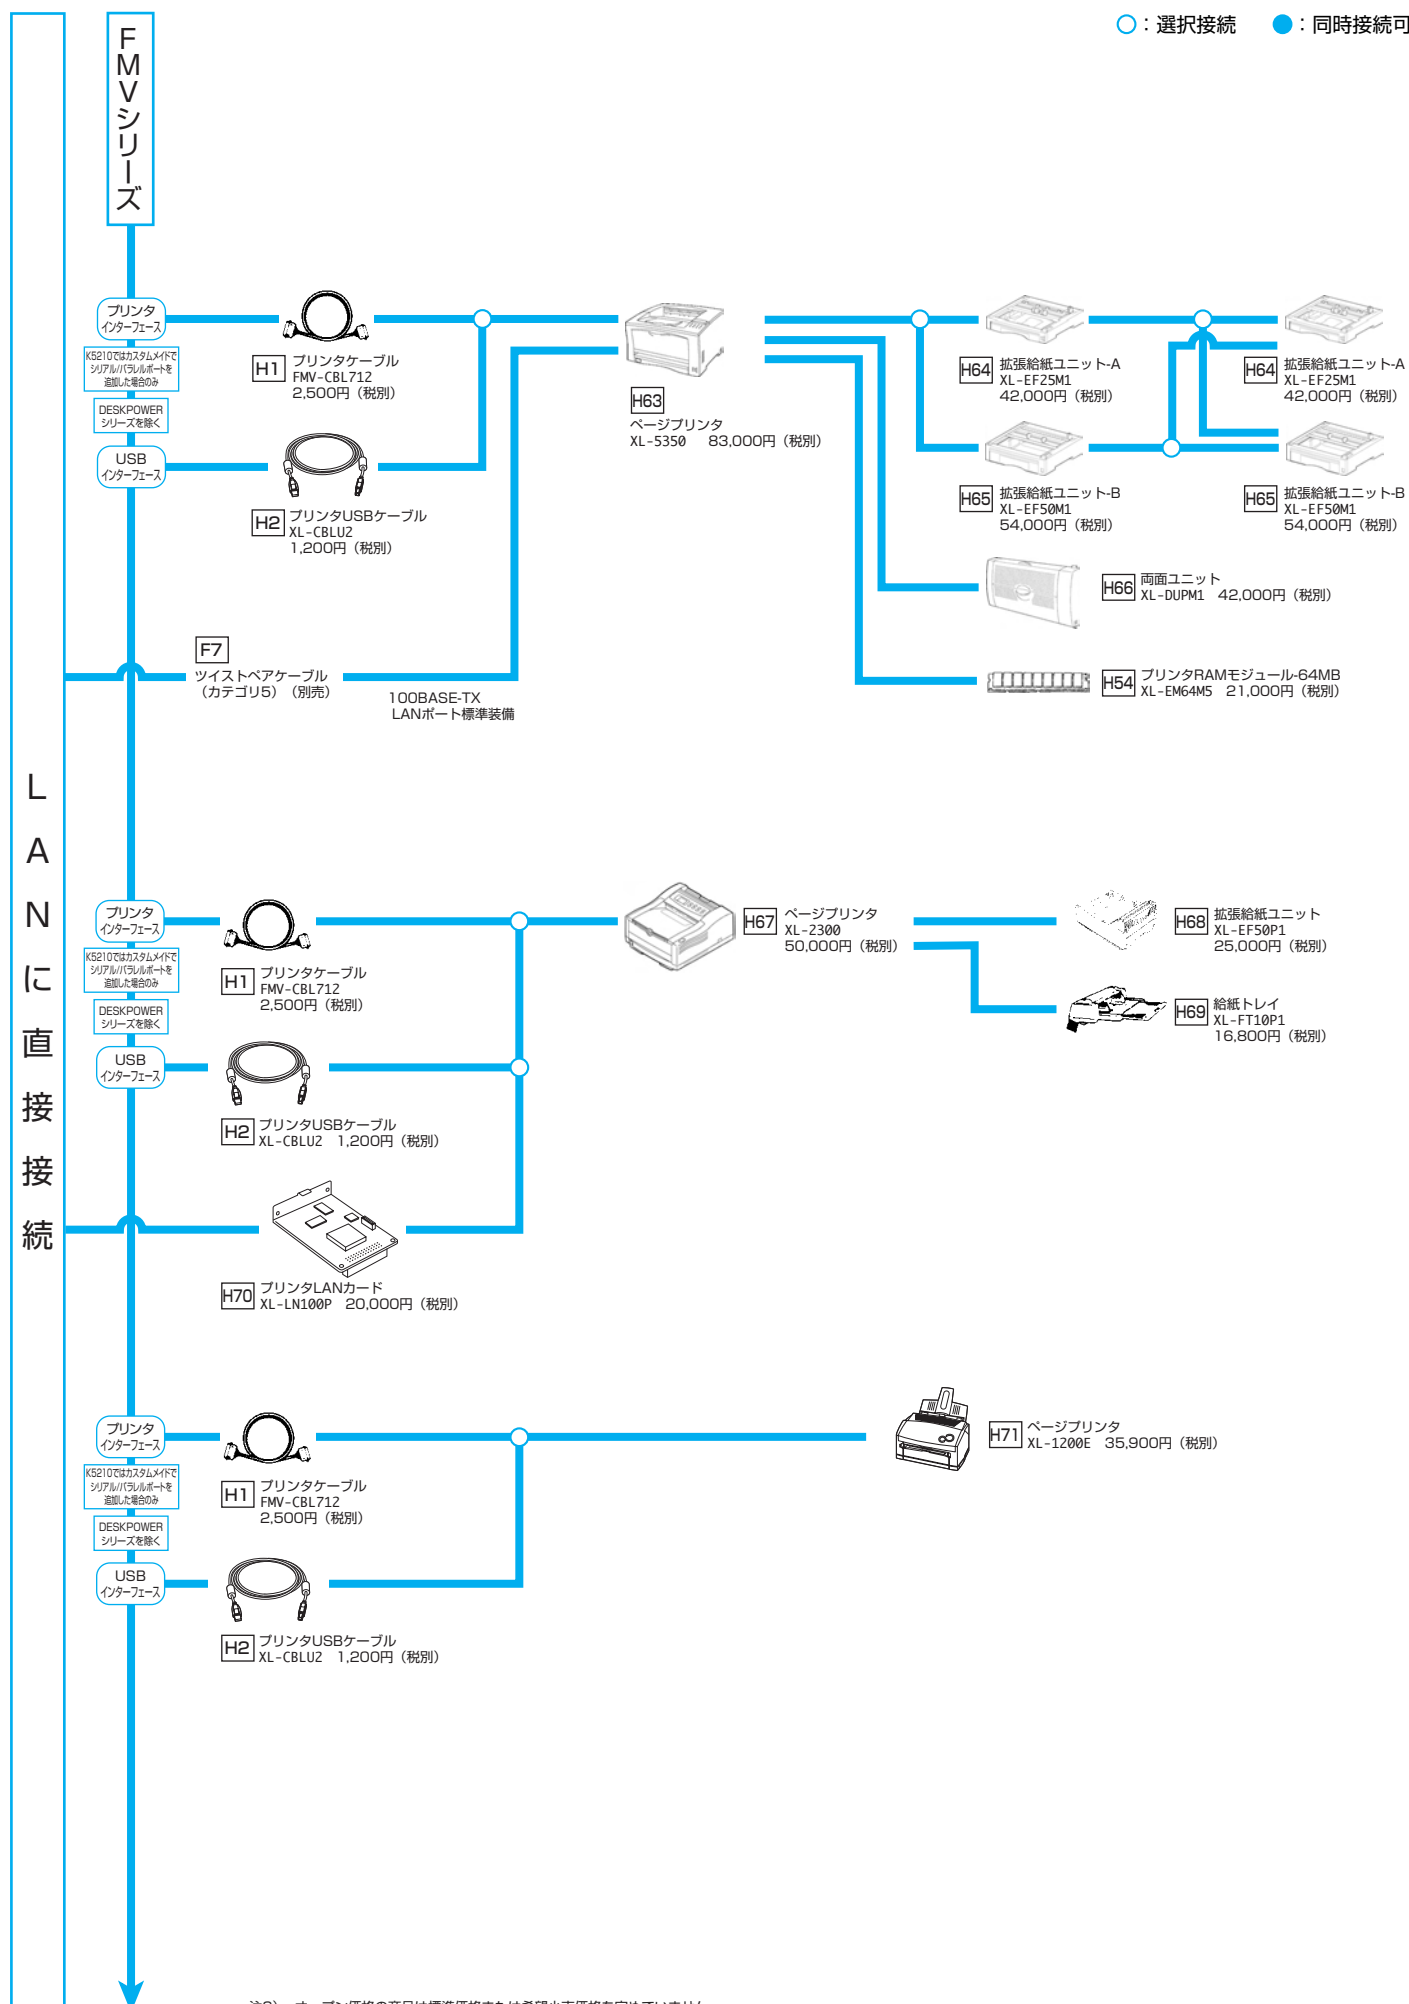 ○：選択接続　●：同時接続可
FMVシリーズ
LANに直接接続
プリンタ
インターフェース
K5210ではカスタムメイドで
シリアル/パラレルポートを
追加した場合のみ
DESKPOWER
シリーズを除く
USB
インターフェース
H1 プリンタケーブル
FMV-CBL712
2,500円（税別）
H2 プリンタUSBケーブル
XL-CBLU2
1,200円（税別）
F7
ツイストペアケーブル
（カテゴリ5）（別売）
100BASE-TX
LANポート標準装備
H63
ページプリンタ
XL-5350　83,000円（税別）
H64 拡張給紙ユニット-A
XL-EF25M1
42,000円（税別）
H64 拡張給紙ユニット-A
XL-EF25M1
42,000円（税別）
H65 拡張給紙ユニット-B
XL-EF50M1
54,000円（税別）
H65 拡張給紙ユニット-B
XL-EF50M1
54,000円（税別）
H66 両面ユニット
XL-DUPM1　42,000円（税別）
H54 プリンタRAMモジュール-64MB
XL-EM64M5　21,000円（税別）
プリンタ
インターフェース
K5210ではカスタムメイドで
シリアル/パラレルポートを
追加した場合のみ
DESKPOWER
シリーズを除く
USB
インターフェース
H1 プリンタケーブル
FMV-CBL712
2,500円（税別）
H2 プリンタUSBケーブル
XL-CBLU2　1,200円（税別）
H70 プリンタLANカード
XL-LN100P　20,000円（税別）
H67 ページプリンタ
XL-2300
50,000円（税別）
H68 拡張給紙ユニット
XL-EF50P1
25,000円（税別）
H69 給紙トレイ
XL-FT10P1
16,800円（税別）
プリンタ
インターフェース
K5210ではカスタムメイドで
シリアル/パラレルポートを
追加した場合のみ
DESKPOWER
シリーズを除く
USB
インターフェース
H1 プリンタケーブル
FMV-CBL712
2,500円（税別）
H2 プリンタUSBケーブル
XL-CBLU2　1,200円（税別）
H71 ページプリンタ
XL-1200E　35,900円（税別）